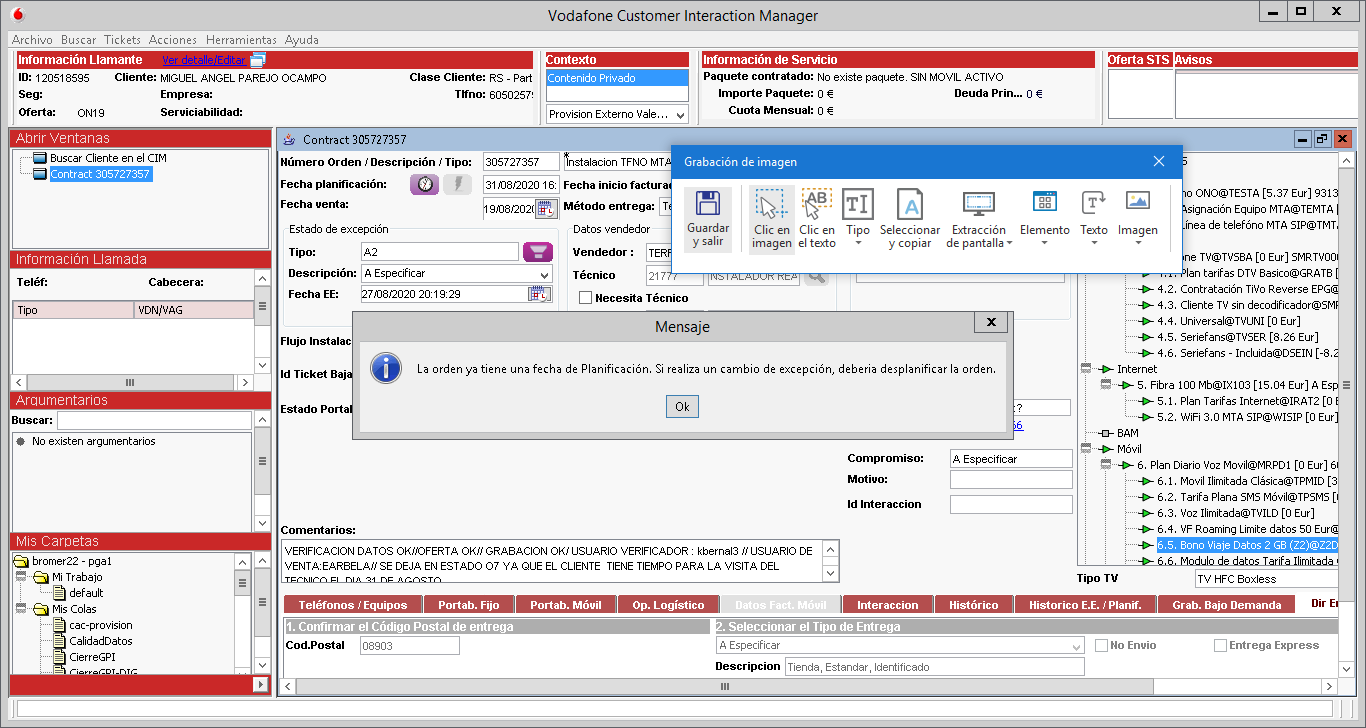 Vodafone Customer Interaction Manager
Archivo Buscar Tickets Acciones Herramientas Ayuda
Información Llamante Ver detalle/Editar
ID: 120518595 Cliente: MIGUEL ANGEL PAREJO OCAMPO Clase Cliente: RS - Part
Seg: Empresa: Tlfno: 6050257
Oferta: ON19 Serviciabilidad:
Contexto
Contenido Privado
Provision Externo Vale...
Información de Servicio
Paquete contratado: No existe paquete. SIN MOVIL ACTIVO
Importe Paquete: 0 € Deuda Prin... 0 €
Cuota Mensual: 0 €
Oferta STS Avisos
Abrir Ventanas
Buscar Cliente en el CIM
Contract 305727357
Información Llamada
Teléf: Cabecera:
Tipo VDN/VAG
Argumentarios
Buscar:
No existen argumentarios
Mis Carpetas
bromer22 - pga1
Mi Trabajo
default
Mis Colas
cac-provision
CalidadDatos
CierreGPI
CierreGPI-DIG
Contract 305727357
Número Orden / Descripción / Tipo: 305727357 *Instalacion TFNO MTA
Fecha planificación: 31/08/2020 16: Fecha inicio factura
Fecha venta: 19/08/2020 Método entrega: Te
Estado de excepción
Tipo: A2
Descripción: A Especificar
Fecha EE: 27/08/2020 20:19:29
Datos vendedor
Vendedor : TERR
Técnico 21777 INSTALADOR REA
Necesita Técnico
Flujo Instalac
Id Ticket Baja
Estado Portal
:?
66
Grabación de imagen
Guardar y salir
Clic en imagen
Clic en el texto
Tipo
Seleccionar y copiar
Extracción de pantalla
Elemento
Texto
Imagen
Mensaje
La orden ya tiene una fecha de Planificación. Si realiza un cambio de excepción, deberia desplanificar la orden.
Ok
Compromiso: A Especificar
Motivo:
Id Interaccion
Comentarios:
VERIFICACION DATOS OK//OFERTA OK// GRABACION OK/ USUARIO VERIFICADOR : kbernal3 // USUARIO DE
VENTA:EARBELA// SE DEJA EN ESTADO O7 YA QUE EL CLIENTE TIENE TIEMPO PARA LA VISITA DEL
TECNICO EL DIA 31 DE AGOSTO
5
no ONO@TESTA [5.37 Eur] 9313
Asignación Equipo MTA@TEMTA [
Línea de telefóno MTA SIP@TMTA
one TV@TVSBA [0 Eur] SMRTV000
4.1. Plan tarifas DTV Basico@GRATB [
4.2. Contratación TiVo Reverse EPG@
4.3. Cliente TV sin decodificador@SMR
4.4. Universal@TVUNI [0 Eur]
4.5. Seriefans@TVSER [8.26 Eur]
4.6. Seriefans - Incluida@DSEIN [-8.2
Internet
5. Fibra 100 Mb@IX103 [15.04 Eur] A Esp
5.1. Plan Tarifas Internet@IRAT2 [0 E
5.2. WiFi 3.0 MTA SIP@WISIP [0 Eur]
BAM
Móvil
6. Plan Diario Voz Movil@MRPD1 [0 Eur] 60
6.1. Movil Ilimitada Clásica@TPMID [3
6.2. Tarifa Plana SMS Móvil@TPSMS [0
6.3. Voz Ilimitada@TVILD [0 Eur]
6.4. VF Roaming Limite datos 50 Eur@
6.5. Bono Viaje Datos 2 GB (Z2)@Z2D
6.6. Modulo de datos Tarifa Ilimitada C
Tipo TV TV HFC Boxless
Teléfonos / Equipos Portab. Fijo Portab. Móvil Op. Logístico Datos Fact. Móvil Interaccion Histórico Historico E.E. / Planif. Grab. Bajo Demanda Dir En
1. Confirmar el Código Postal de entrega
Cod.Postal 08903
2. Seleccionar el Tipo de Entrega
A Especificar No Envio Entrega Express
Descripcion Tienda, Estandar, Identificado